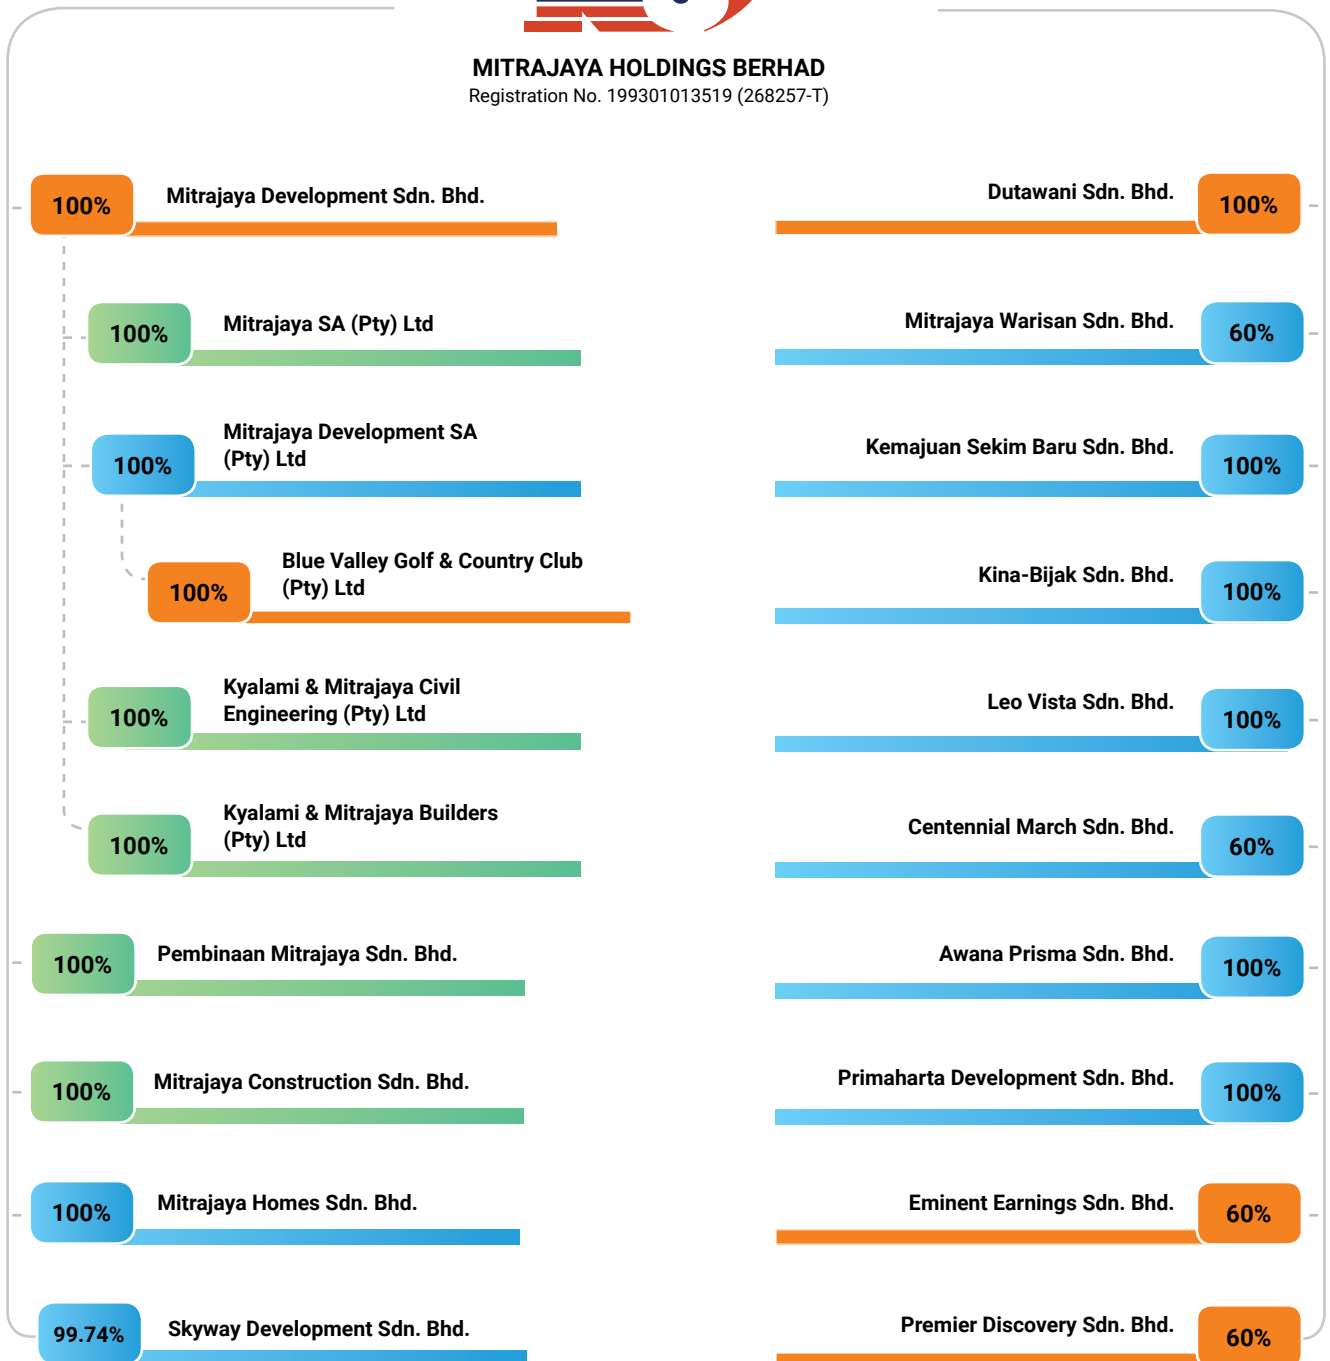 MITRAJAYA HOLDINGS BERHAD
Registration No. 199301013519 (268257-T)
100%
Mitrajaya Development Sdn. Bhd.
100%
Mitrajaya SA (Pty) Ltd
100%
Mitrajaya Development SA
(Pty) Ltd
100%
Blue Valley Golf & Country Club
(Pty) Ltd
100%
Kyalami & Mitrajaya Civil
Engineering (Pty) Ltd
100%
Kyalami & Mitrajaya Builders
(Pty) Ltd
100%
Pembinaan Mitrajaya Sdn. Bhd.
100%
Mitrajaya Construction Sdn. Bhd.
100%
Mitrajaya Homes Sdn. Bhd.
99.74%
Skyway Development Sdn. Bhd.
Dutawani Sdn. Bhd.
100%
Mitrajaya Warisan Sdn. Bhd.
60%
Kemajuan Sekim Baru Sdn. Bhd.
100%
Kina-Bijak Sdn. Bhd.
100%
Leo Vista Sdn. Bhd.
100%
Centennial March Sdn. Bhd.
60%
Awana Prisma Sdn. Bhd.
100%
Primaharta Development Sdn. Bhd.
100%
Eminent Earnings Sdn. Bhd.
60%
Premier Discovery Sdn. Bhd.
60%